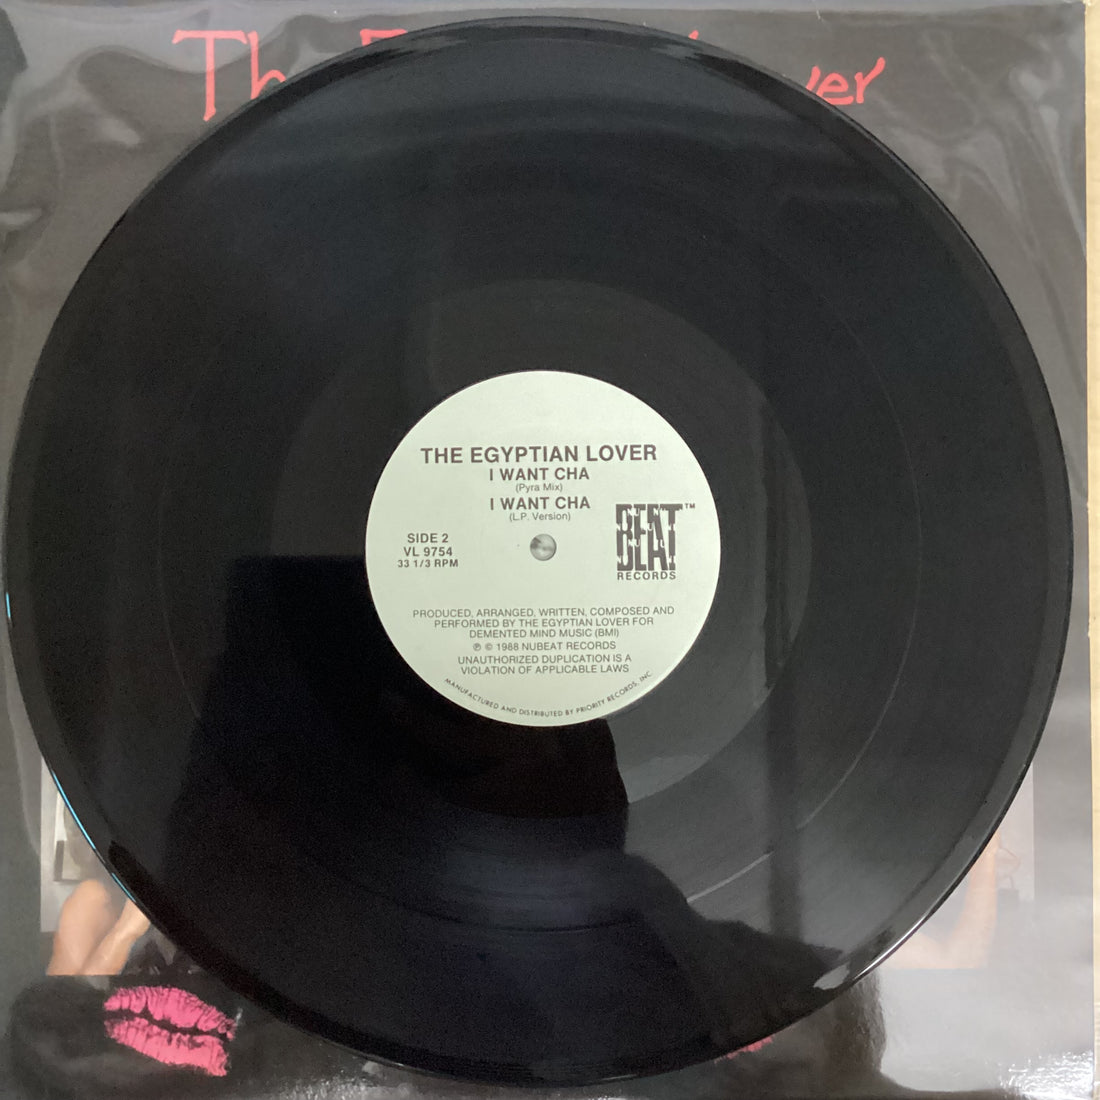 Th ver
THE EGYPTIAN LOVER
I WANT CHA
(Pyra Mix)
I WANT CHA
(L.P. Version)
BEAT™
BEAT
RECORDS
SIDE 2
VL 9754
33 1/3 RPM
PRODUCED, ARRANGED, WRITTEN, COMPOSED AND
PERFORMED BY THE EGYPTIAN LOVER FOR
DEMENTED MIND MUSIC (BMI)
℗ © 1988 NUBEAT RECORDS
UNAUTHORIZED DUPLICATION IS A
VIOLATION OF APPLICABLE LAWS
MANUFACTURED AND DISTRIBUTED BY PRIORITY RECORDS, INC.